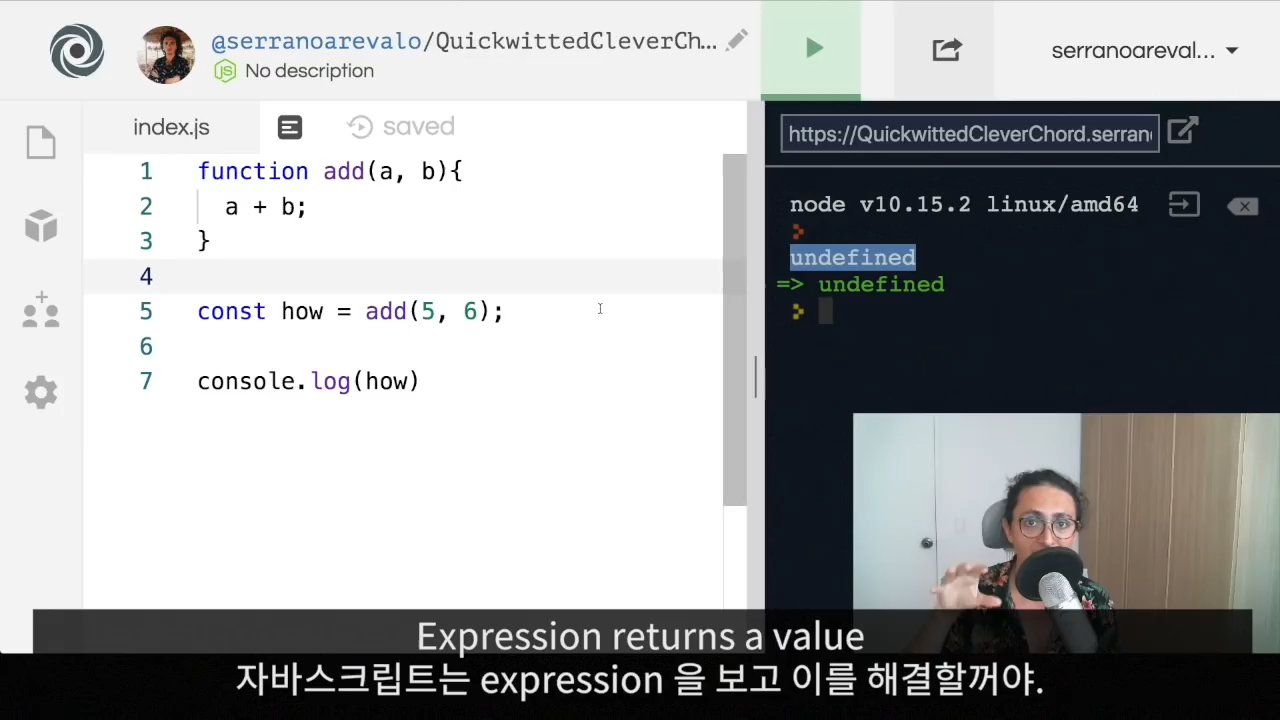 @serranoarevalo/QuickwittedCleverCh...
No description
serranoareval...
index.js
saved
1 function add(a, b){
2 a + b;
3 }
4
5 const how = add(5, 6);
6
7 console.log(how)
https://QuickwittedCleverChord.serran
node v10.15.2 linux/amd64
undefined
=> undefined
Expression returns a value
자바스크립트는 expression 을 보고 이를 해결할꺼야.